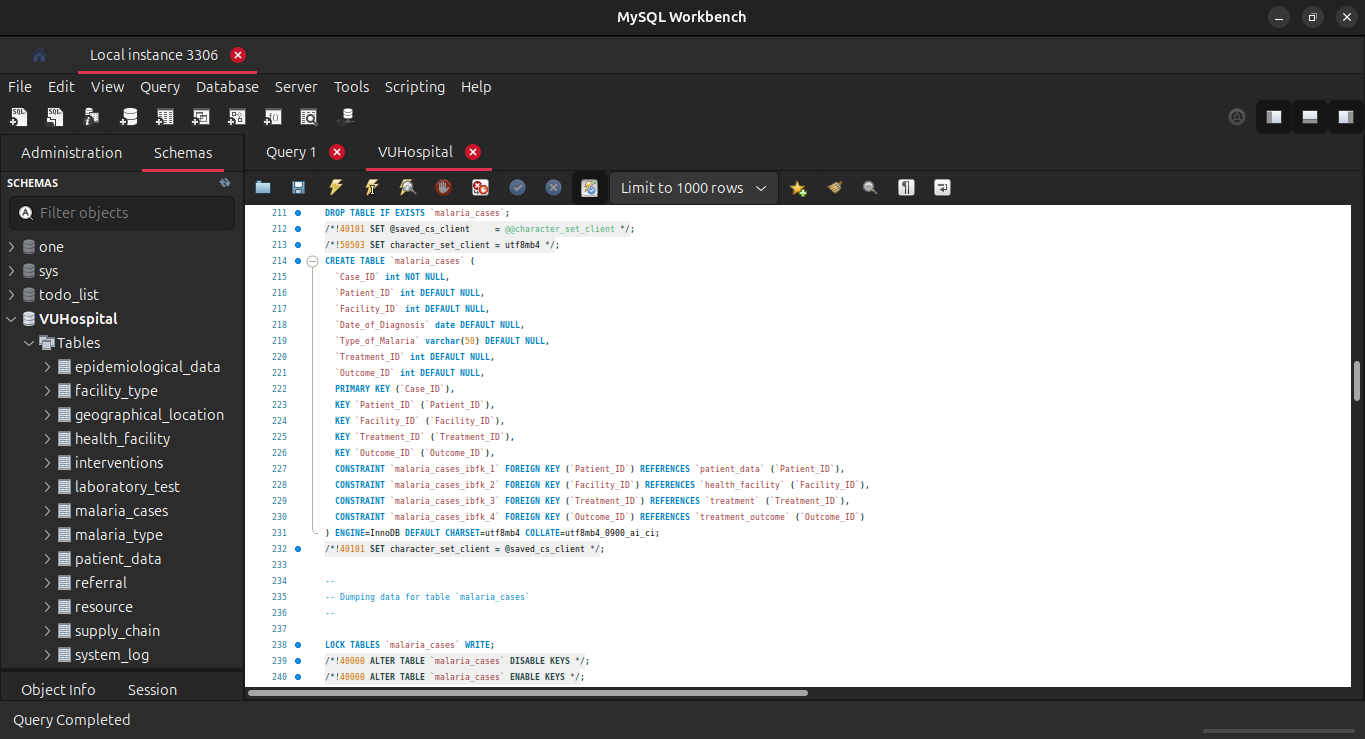 MySQL Workbench
Local instance 3306
File Edit View Query Database Server Tools Scripting Help
Administration Schemas
Query 1 VUHospital
SCHEMAS
Limit to 1000 rows
Filter objects
one
sys
todo_list
VUHospital
Tables
epidemiological_data
facility_type
geographical_location
health_facility
interventions
laboratory_test
malaria_cases
malaria_type
patient_data
referral
resource
supply_chain
system_log
Object Info Session
211 DROP TABLE IF EXISTS `malaria_cases`;
212 /*!40101 SET @saved_cs_client     = @@character_set_client */;
213 /*!50503 SET character_set_client = utf8mb4 */;
214 CREATE TABLE `malaria_cases` (
215   `Case_ID` int NOT NULL,
216   `Patient_ID` int DEFAULT NULL,
217   `Facility_ID` int DEFAULT NULL,
218   `Date_of_Diagnosis` date DEFAULT NULL,
219   `Type_of_Malaria` varchar(50) DEFAULT NULL,
220   `Treatment_ID` int DEFAULT NULL,
221   `Outcome_ID` int DEFAULT NULL,
222   PRIMARY KEY (`Case_ID`),
223   KEY `Patient_ID` (`Patient_ID`),
224   KEY `Facility_ID` (`Facility_ID`),
225   KEY `Treatment_ID` (`Treatment_ID`),
226   KEY `Outcome_ID` (`Outcome_ID`),
227   CONSTRAINT `malaria_cases_ibfk_1` FOREIGN KEY (`Patient_ID`) REFERENCES `patient_data` (`Patient_ID`),
228   CONSTRAINT `malaria_cases_ibfk_2` FOREIGN KEY (`Facility_ID`) REFERENCES `health_facility` (`Facility_ID`),
229   CONSTRAINT `malaria_cases_ibfk_3` FOREIGN KEY (`Treatment_ID`) REFERENCES `treatment` (`Treatment_ID`),
230   CONSTRAINT `malaria_cases_ibfk_4` FOREIGN KEY (`Outcome_ID`) REFERENCES `treatment_outcome` (`Outcome_ID`)
231 ) ENGINE=InnoDB DEFAULT CHARSET=utf8mb4 COLLATE=utf8mb4_0900_ai_ci;
232 /*!40101 SET character_set_client = @saved_cs_client */;
233
234 --
235 -- Dumping data for table `malaria_cases`
236 --
237
238 LOCK TABLES `malaria_cases` WRITE;
239 /*!40000 ALTER TABLE `malaria_cases` DISABLE KEYS */;
240 /*!40000 ALTER TABLE `malaria_cases` ENABLE KEYS */;
Query Completed